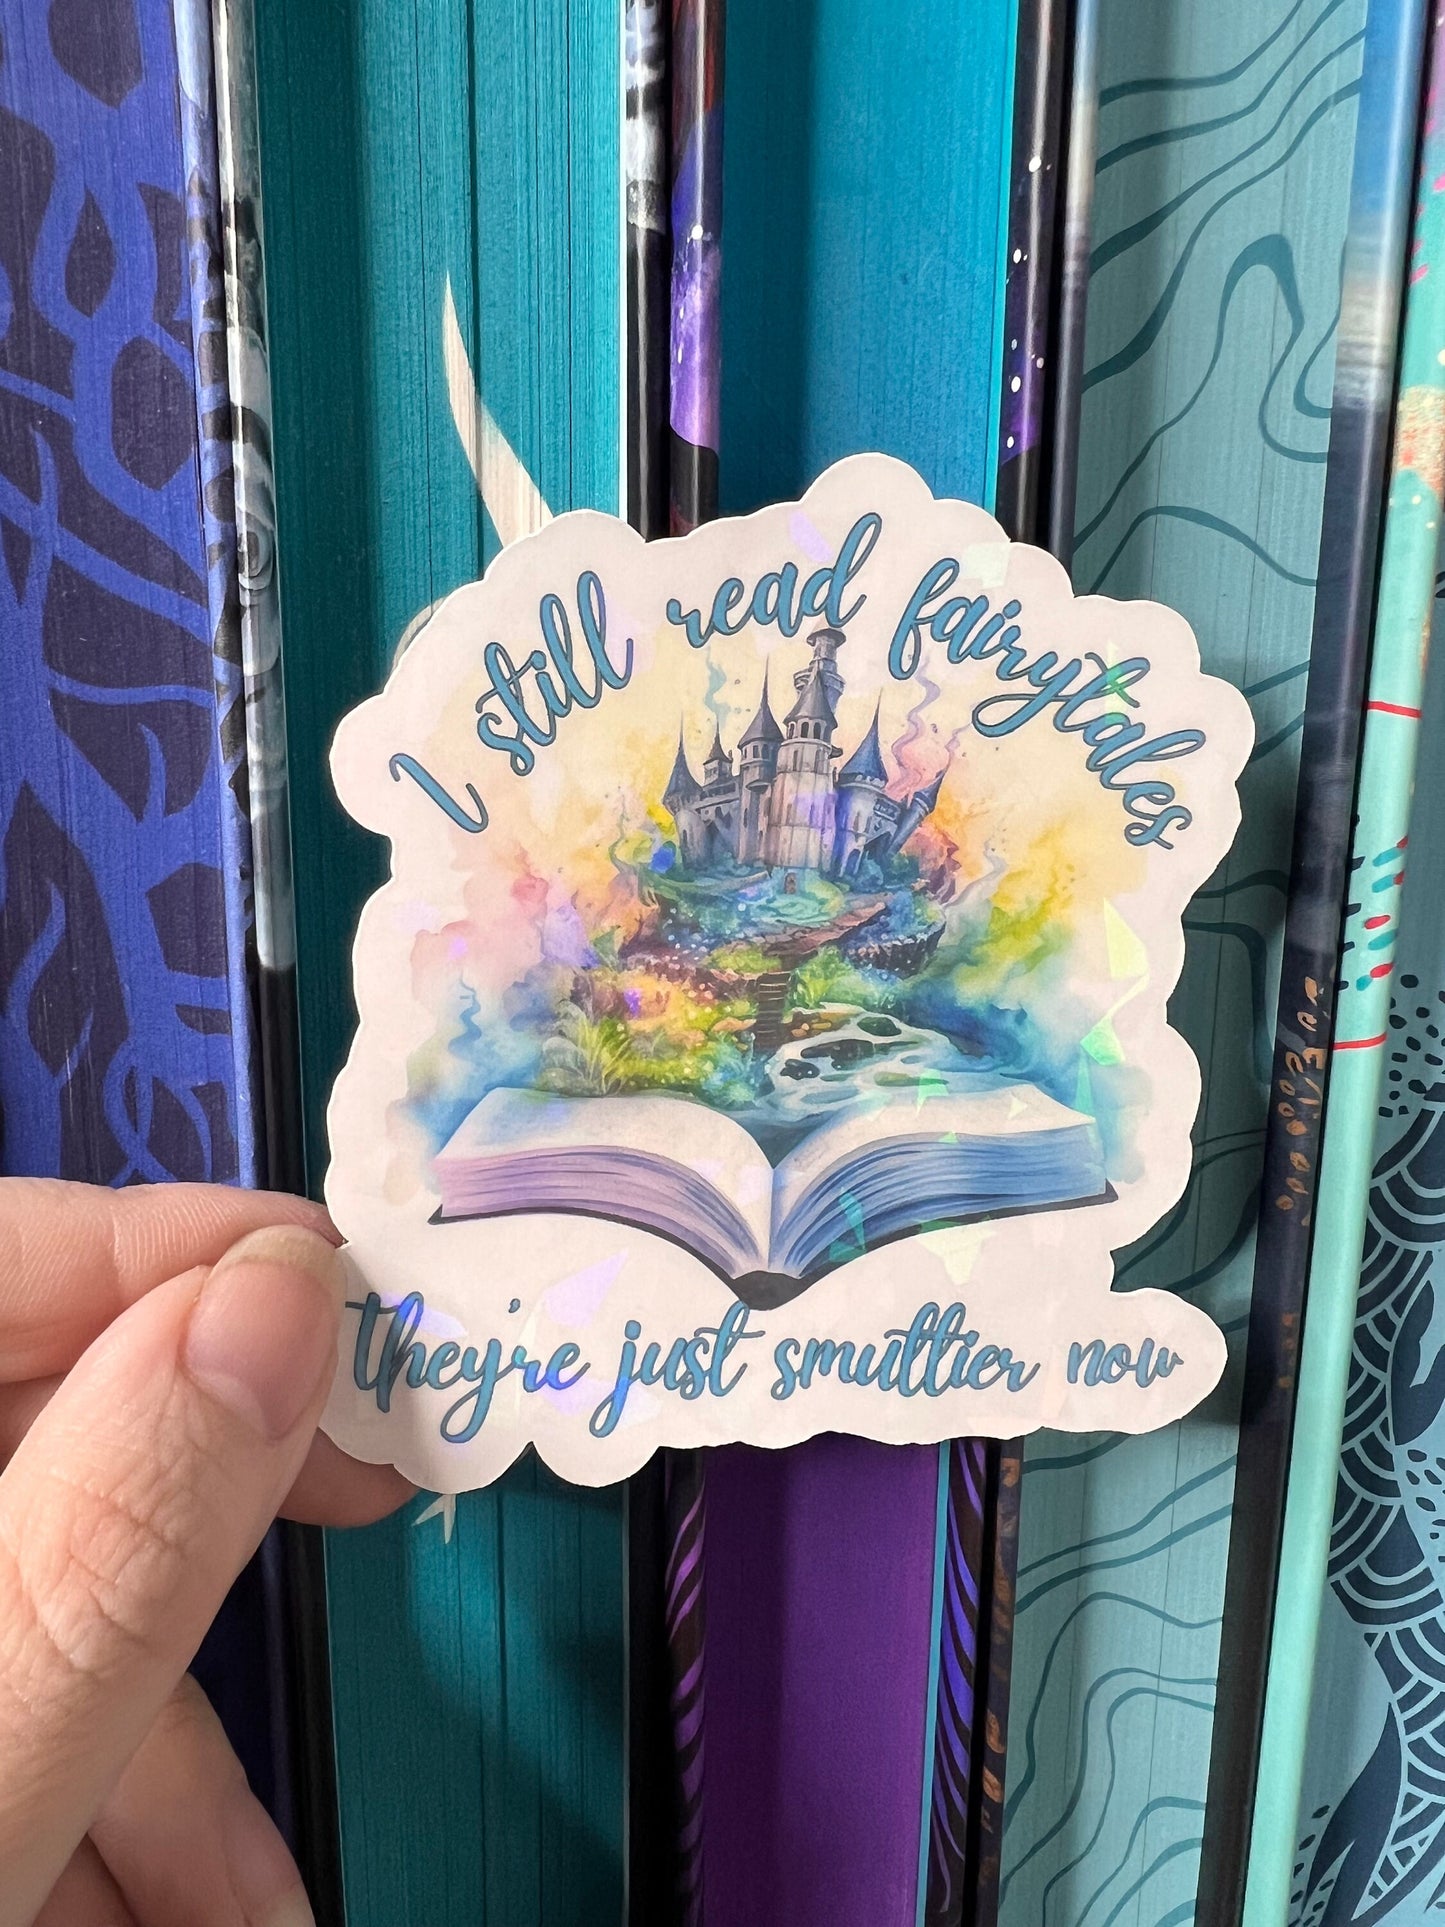 I still read fairytales
they're just smuttier now